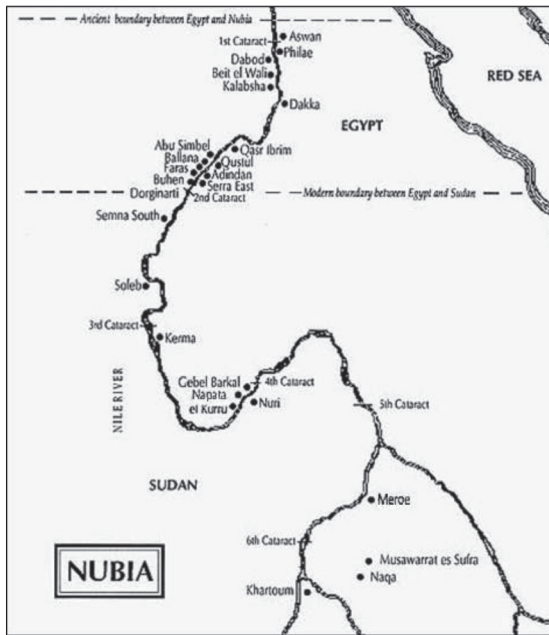 Ancient boundary between Egypt and Nubia
1st Cataract
Aswan
Philae
Dabod
Beit el Wali
Kalabsha
Dakka
RED SEA
EGYPT
Abu Simbel
Ballana
Faras
Buhen
Dorginarti
Qasr Ibrim
Qustul
Adindan
Serra East
2nd Cataract
Modern boundary between Egypt and Sudan
Semna South
Soleb
3rd Cataract
Kerma
NILE RIVER
Gebel Barkal
Napata
el Kurru
4th Cataract
Nuri
5th Cataract
SUDAN
Meroe
6th Cataract
Musawarrat es Sufra
Naqa
Khartoum
NUBIA